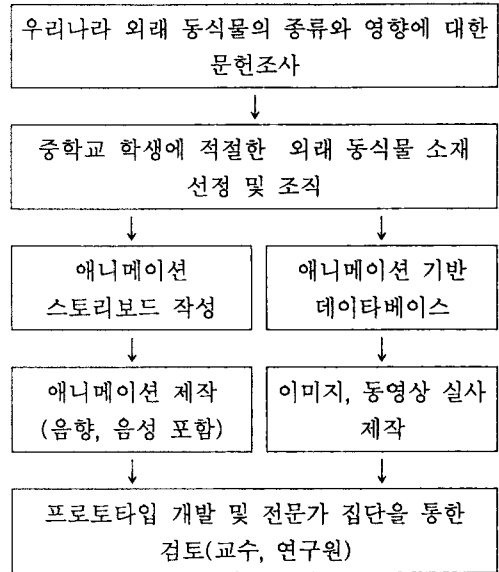 우리나라 외래 동식물의 종류와 영향에 대한
문헌조사
↓
중학교 학생에 적절한 외래 동식물 소재
선정 및 조직
↓ ↓
애니메이션
스토리보드 작성
애니메이션 기반
데이타베이스
↓ ↓
애니메이션 제작
(음향, 음성 포함)
이미지, 동영상 실사
제작
↓ ↓
프로토타입 개발 및 전문가 집단을 통한
검토(교수, 연구원)